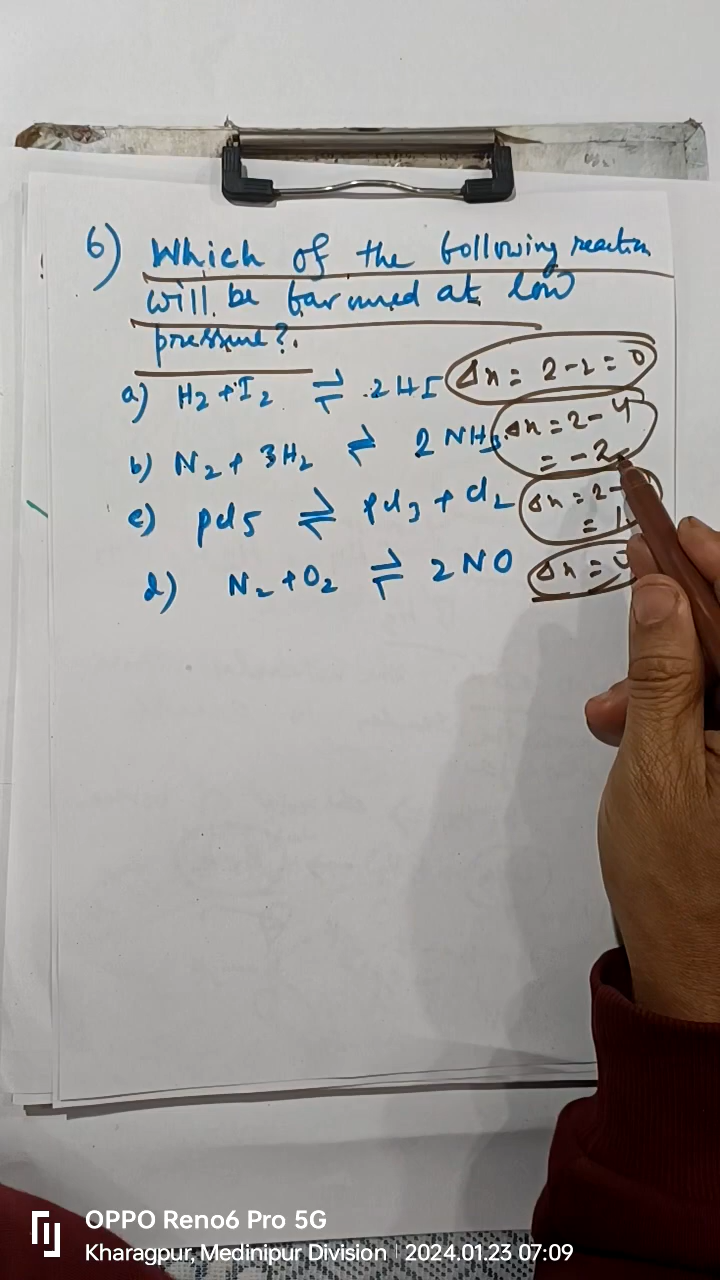 6) Which of the following reaction
will be favoured at low
pressure?
a) H₂ + I₂ ⇌ 2HI Δn = 2-2 = 0
b) N₂ + 3H₂ ⇌ 2NH₃ Δn = 2-4
= -2
c) pcl₅ ⇌ pcl₃ + cl₂ Δn = 2-
= 1
d) N₂ + O₂ ⇌ 2NO Δn = 0
OPPO Reno6 Pro 5G
Kharagpur, Medinipur Division | 2024.01.23 07:09